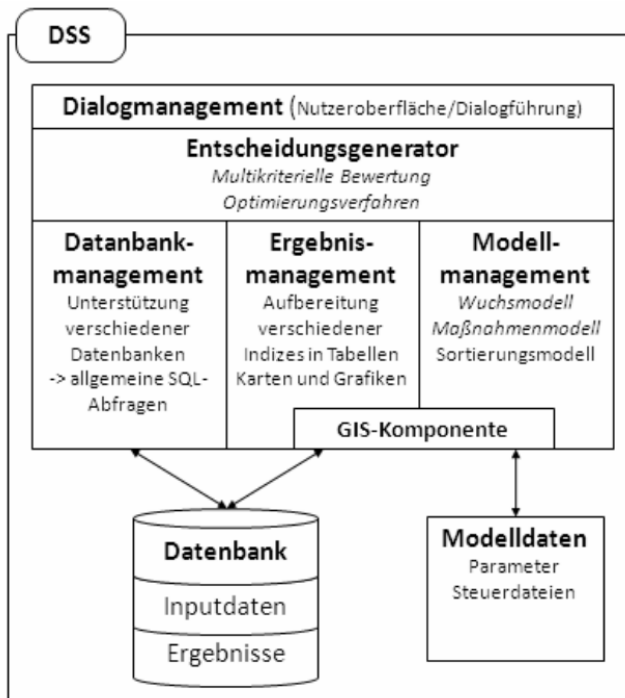 DSS
Dialogmanagement (Nutzeroberfläche/Dialogführung)
Entscheidungsgenerator
Multikriterielle Bewertung
Optimierungsverfahren
Datanbank-
management
Unterstützung
verschiedener
Datenbanken
-> allgemeine SQL-
Abfragen
Ergebnis-
management
Aufbereitung
verschiedener
Indizes in Tabellen
Karten und Grafiken
Modell-
management
Wuchsmodell
Maßnahmenmodell
Sortierungsmodell
GIS-Komponente
Datenbank
Inputdaten
Ergebnisse
Modelldaten
Parameter
Steuerdateien